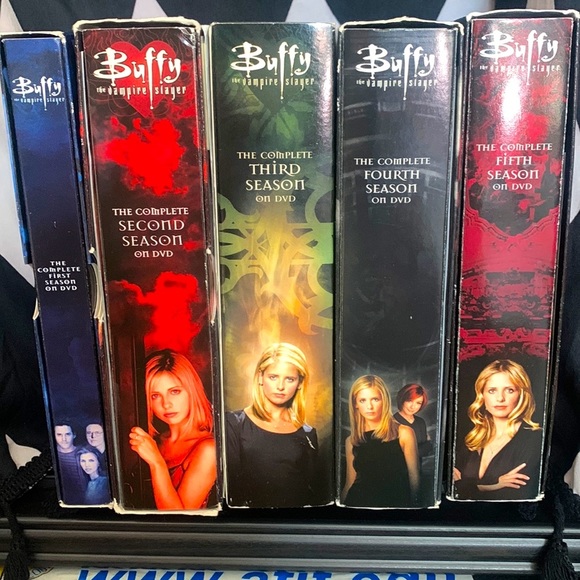 Buffy
the vampire slayer
THE COMPLETE
FIRST
SEASON
ON DVD
Buffy
the vampire slayer
THE COMPLETE
SECOND
SEASON
ON DVD
Buffy
the vampire slayer
THE COMPLETE
THIRD
SEASON
ON DVD
Buffy
the vampire slayer
THE COMPLETE
FOURTH
SEASON
ON DVD
Buffy
the vampire slayer
THE COMPLETE
FIFTH
SEASON
ON DVD